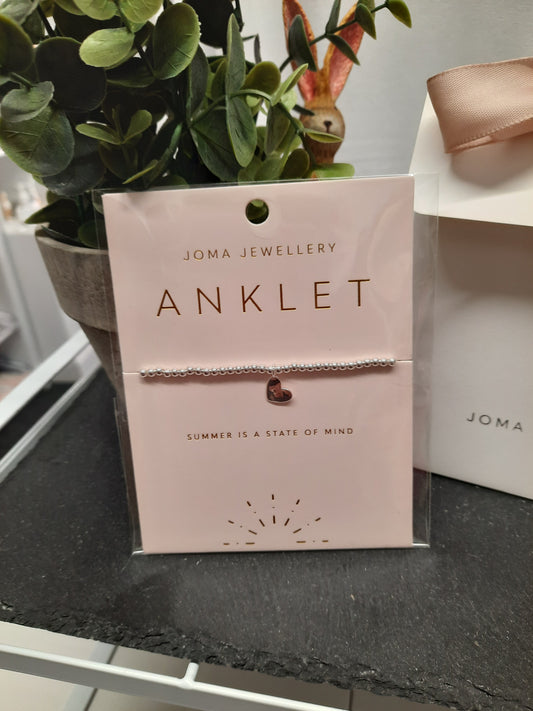 JOMA JEWELLERY
ANKLET
SUMMER IS A STATE OF MIND
JOMA